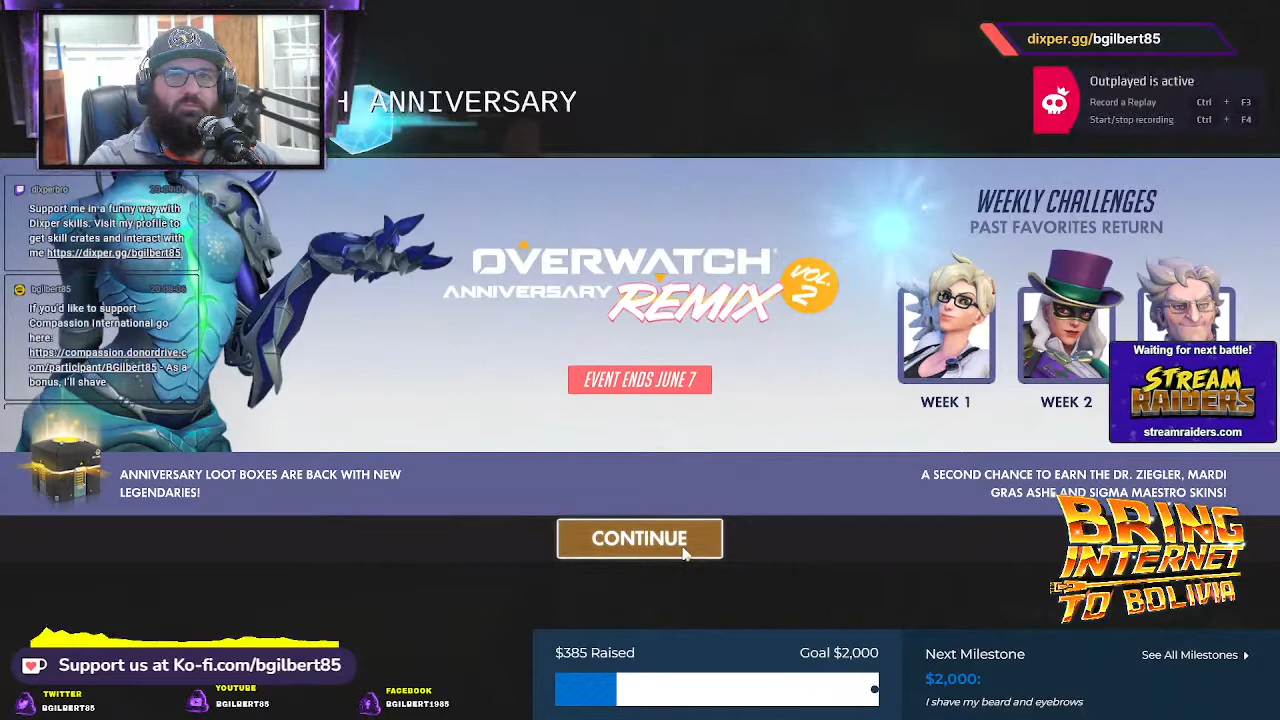 dixper.gg/bgilbert85
Outplayed is active
Record a Replay Ctrl + F3
Start/stop recording Ctrl + F4
H ANNIVERSARY
dixperbro
Support me in a funny way with
Dixper skills. Visit my profile to
get skill crates and interact with
me https://dixper.gg/bgilbert85
bgilbert85
If you'd like to support
Compassion International go
here:
https://compassion.donordrive.c
om/participant/BGilbert85 - As a
bonus, I'll shave
OVERWATCH
ANNIVERSARY REMIX VOL. 2
EVENT ENDS JUNE 7
WEEKLY CHALLENGES
PAST FAVORITES RETURN
WEEK 1
WEEK 2
Waiting for next battle!
STREAM
RAIDERS
streamraiders.com
ANNIVERSARY LOOT BOXES ARE BACK WITH NEW
LEGENDARIES!
A SECOND CHANCE TO EARN THE DR. ZIEGLER, MARDI
GRAS ASHE AND SIGMA MAESTRO SKINS!
CONTINUE
BRING
INTERNET
TO BOLIVIA
Support us at Ko-fi.com/bgilbert85
TWITTER
BGILBERT85
YOUTUBE
BGILBERT85
FACEBOOK
BGILBERT1985
$385 Raised
Goal $2,000
Next Milestone
See All Milestones
$2,000:
I shave my beard and eyebrows